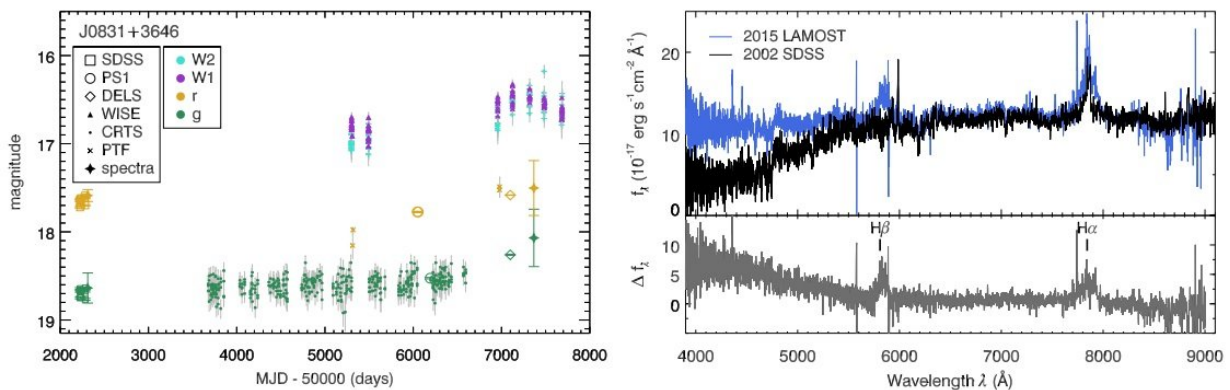 J0831+3646
SDSS
PS1
DELS
WISE
CRTS
PTF
spectra
W2
W1
r
g
16
17
18
19
magnitude
2000 3000 4000 5000 6000 7000 8000
MJD - 50000 (days)
2015 LAMOST
2002 SDSS
20
10
0
f_λ (10⁻¹⁷ erg s⁻¹ cm⁻² Å⁻¹)
Hβ Hα
10
5
0
Δ f_λ
4000 5000 6000 7000 8000 9000
Wavelength λ (Å)